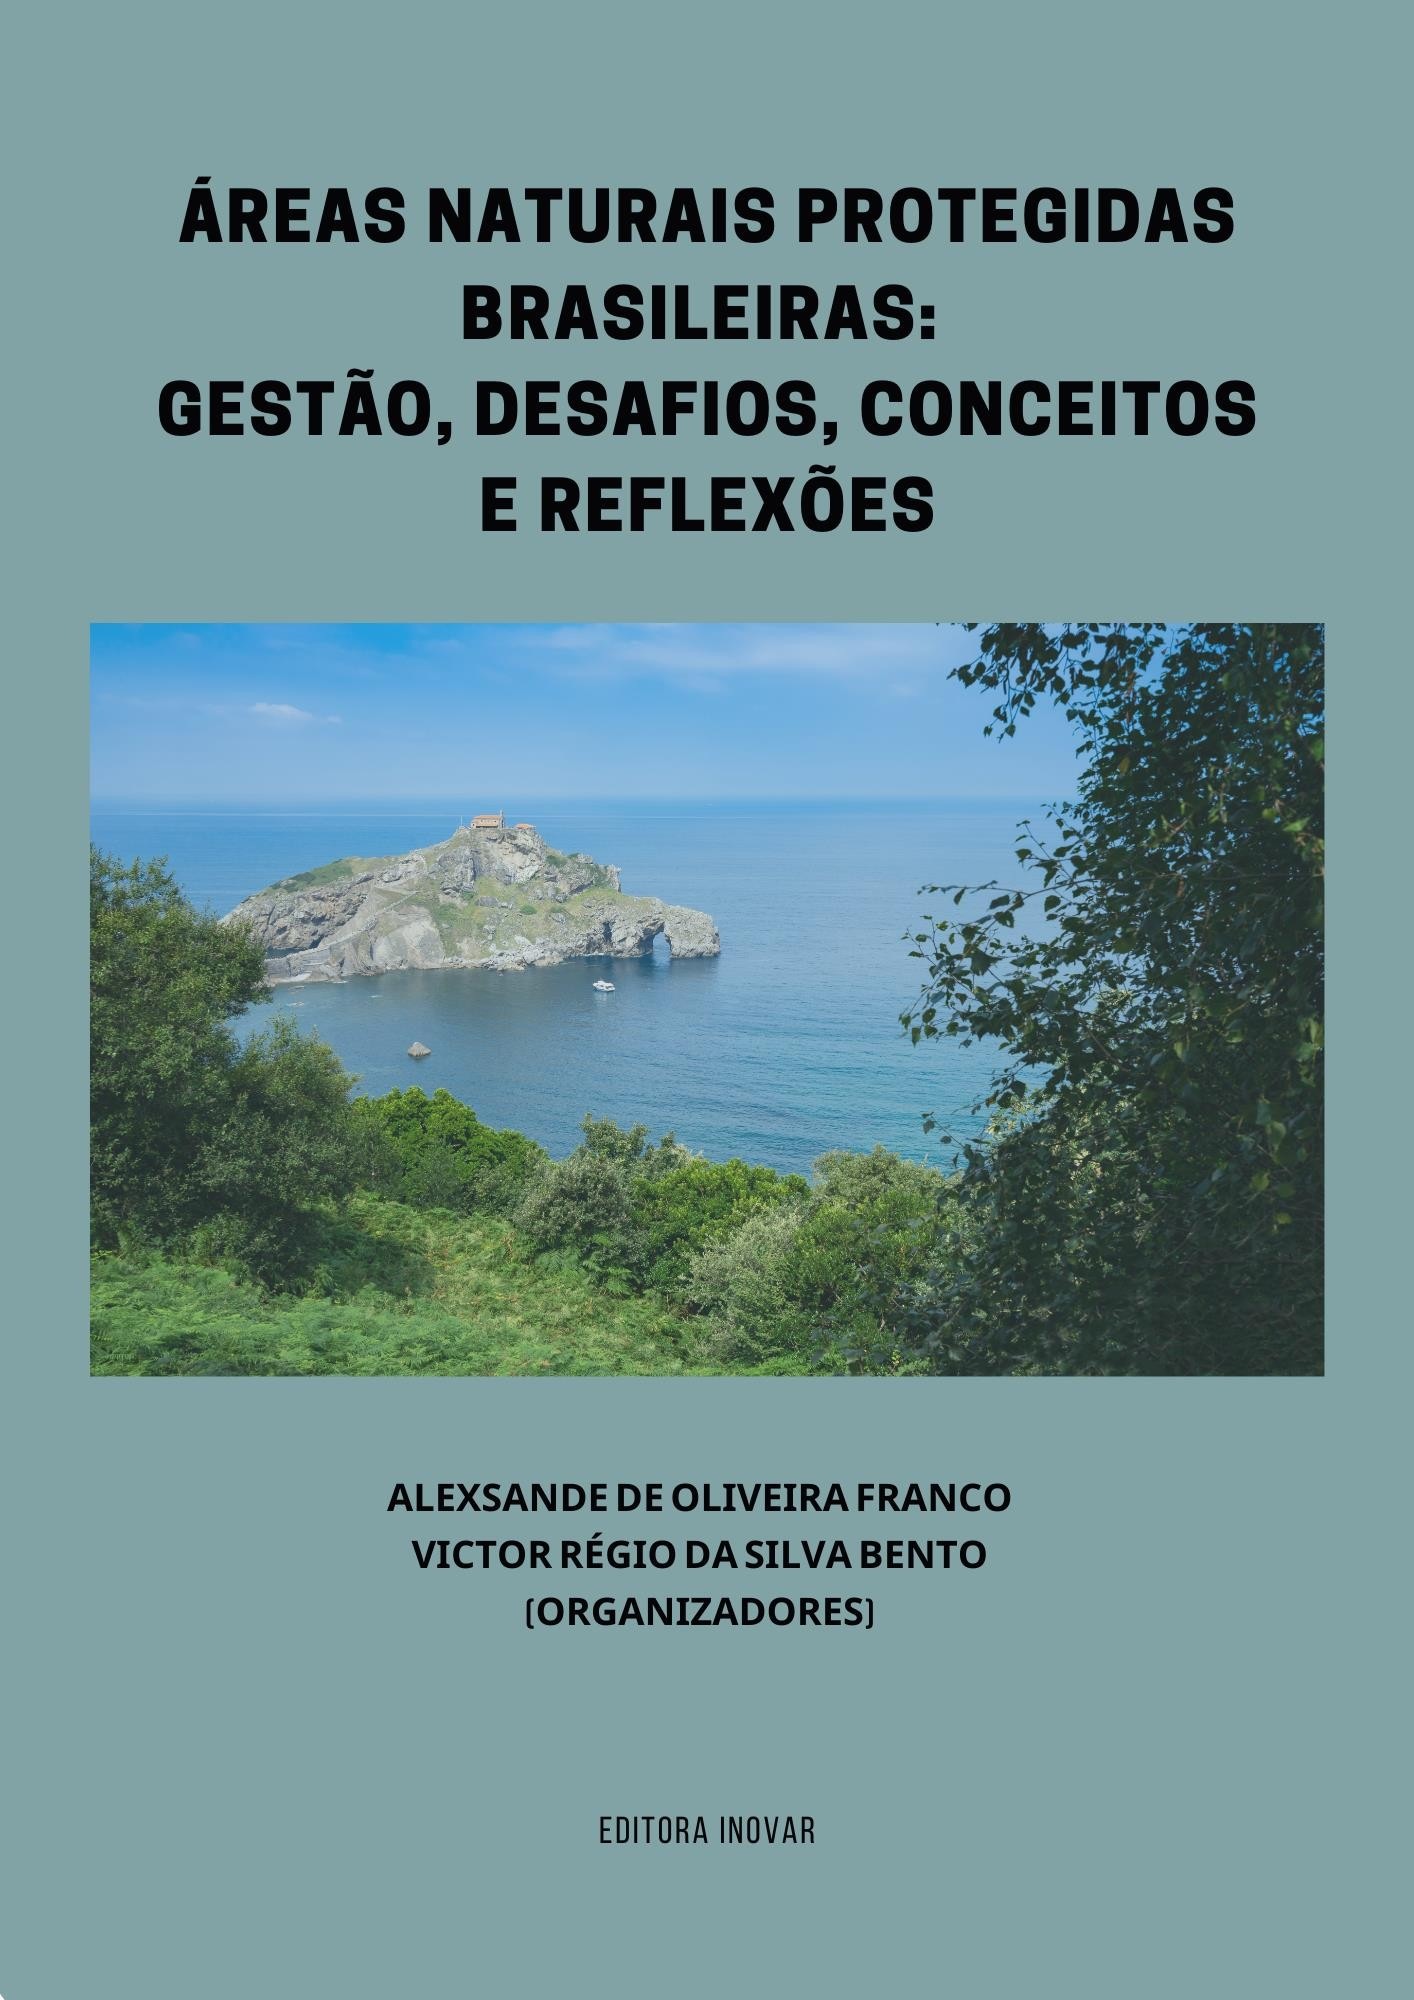 ÁREAS NATURAIS PROTEGIDAS
BRASILEIRAS:
GESTÃO, DESAFIOS, CONCEITOS
E REFLEXÕES
ALEXSANDE DE OLIVEIRA FRANCO
VICTOR RÉGIO DA SILVA BENTO
(ORGANIZADORES)
EDITORA INOVAR